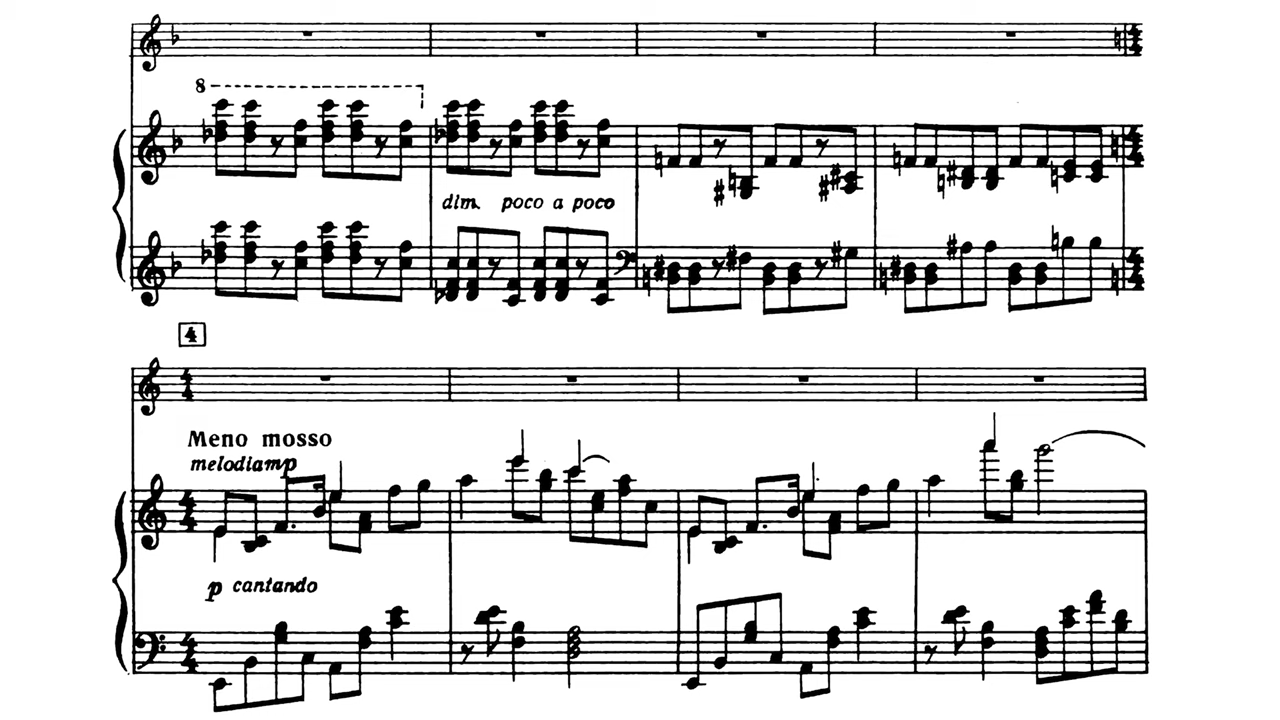 8
dim. poco a poco
4
Meno mosso
melodia mp
p cantando